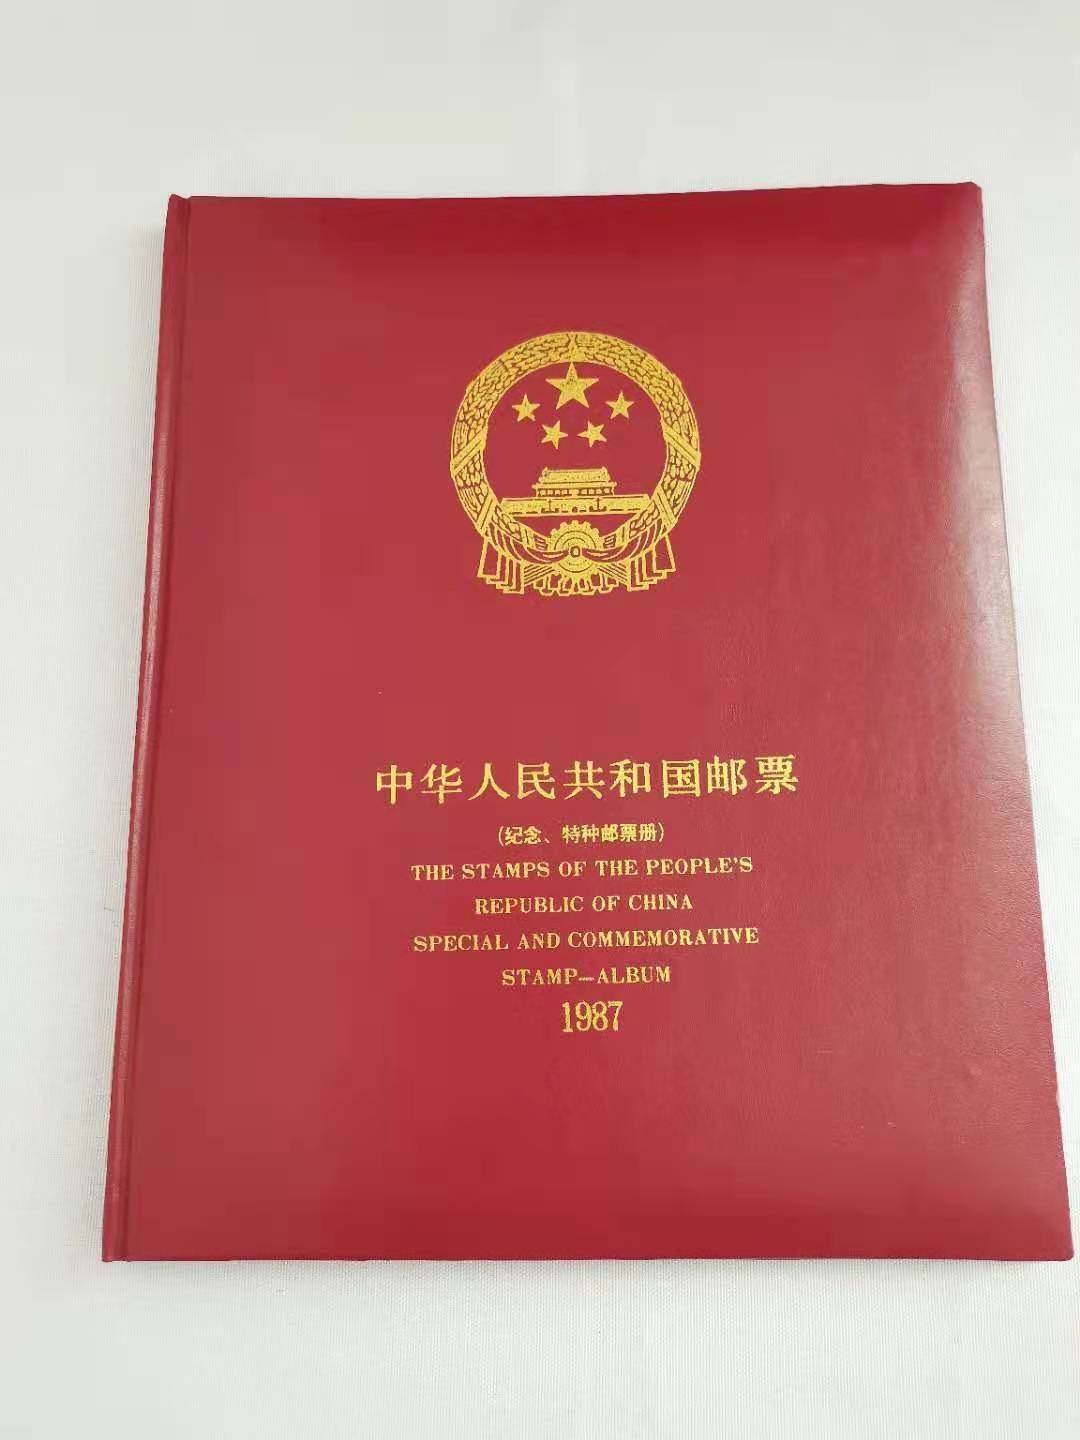 中华人民共和国邮票
(纪念、特种邮票册)
THE STAMPS OF THE PEOPLE'S
REPUBLIC OF CHINA
SPECIAL AND COMMEMORATIVE
STAMP—ALBUM
1987